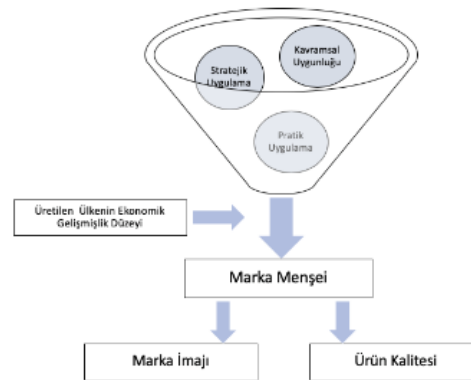 Kavramsal
Uygunluğu
Stratejik
Uygulama
Pratik
Uygulama
Üretilen Ülkenin Ekonomik
Gelişmişlik Düzeyi
Marka Menşei
Marka İmajı
Ürün Kalitesi